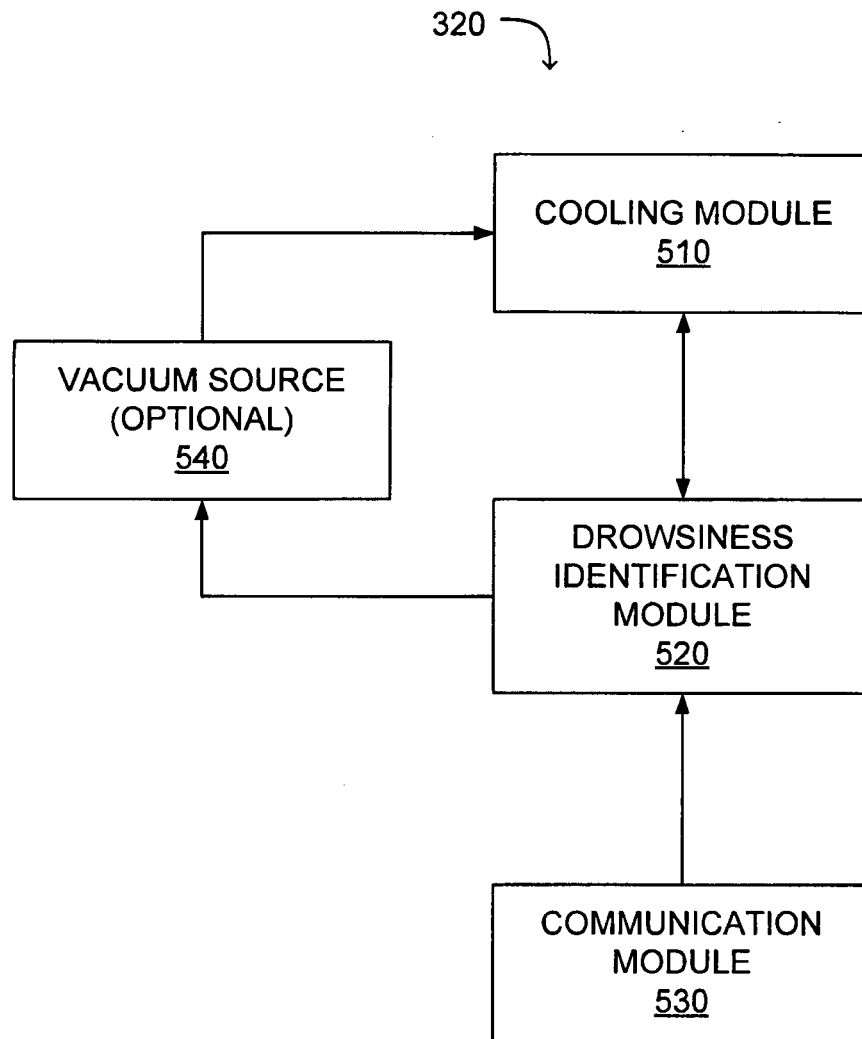 320
COOLING MODULE
510
VACUUM SOURCE
(OPTIONAL)
540
DROWSINESS
IDENTIFICATION
MODULE
520
COMMUNICATION
MODULE
530